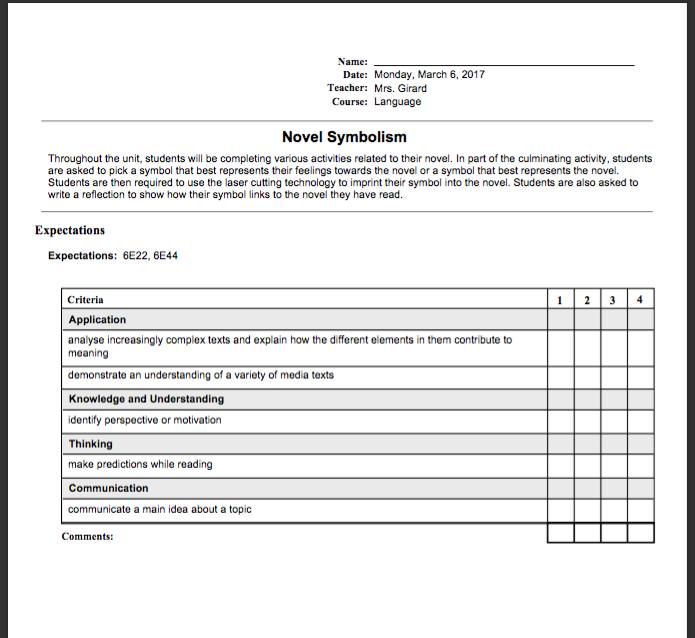 Name:
Date: Monday, March 6, 2017
Teacher: Mrs. Girard
Course: Language
Novel Symbolism
Throughout the unit, students will be completing various activities related to their novel. In part of the culminating activity, students
are asked to pick a symbol that best represents their feelings towards the novel or a symbol that best represents the novel.
Students are then required to use the laser cutting technology to imprint their symbol into the novel. Students are also asked to
write a reflection to show how their symbol links to the novel they have read.
Expectations
Expectations: 6E22, 6E44
Criteria 1 2 3 4
Application
analyse increasingly complex texts and explain how the different elements in them contribute to
meaning
demonstrate an understanding of a variety of media texts
Knowledge and Understanding
identify perspective or motivation
Thinking
make predictions while reading
Communication
communicate a main idea about a topic
Comments: